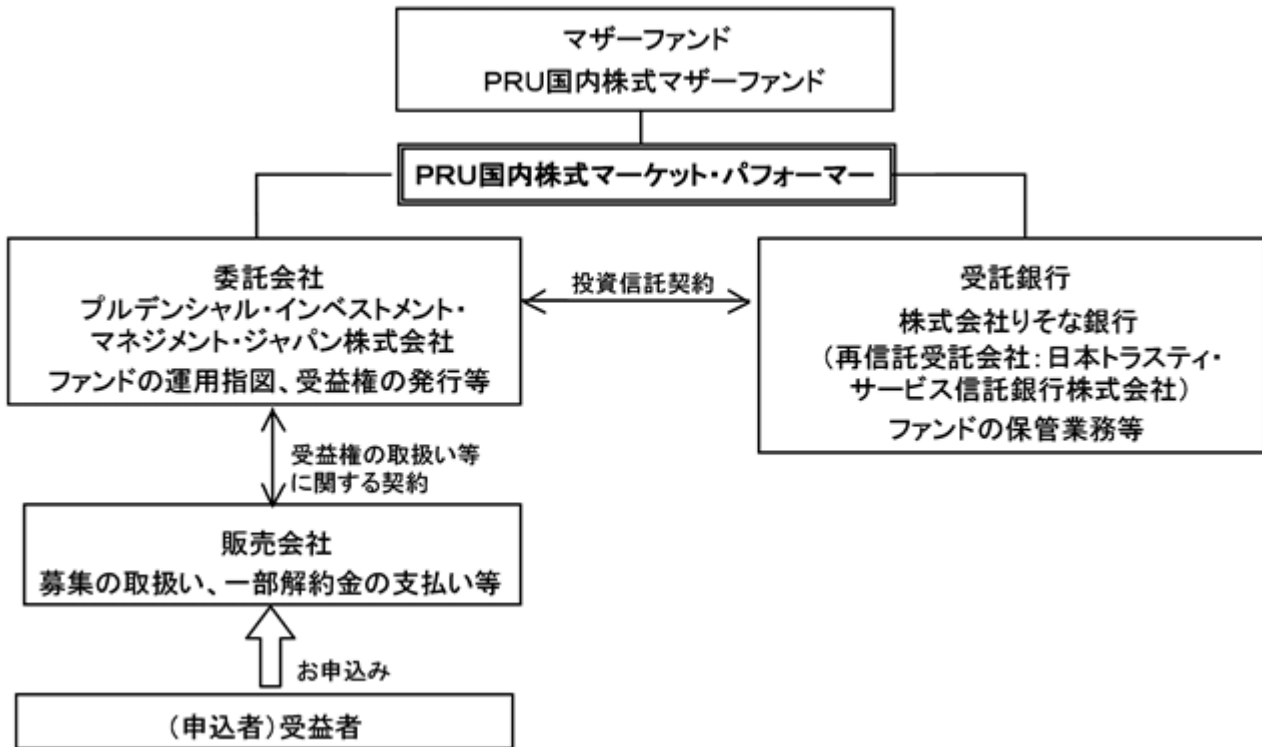 マザーファンド
PRU国内株式マザーファンド
PRU国内株式マーケット・パフォーマー
委託会社
プルデンシャル・インベストメント・
マネジメント・ジャパン株式会社
ファンドの運用指図、受益権の発行等
投資信託契約
受託銀行
株式会社りそな銀行
(再信託受託会社:日本トラスティ・
サービス信託銀行株式会社)
ファンドの保管業務等
受益権の取扱い等
に関する契約
販売会社
募集の取扱い、一部解約金の支払い等
お申込み
(申込者)受益者